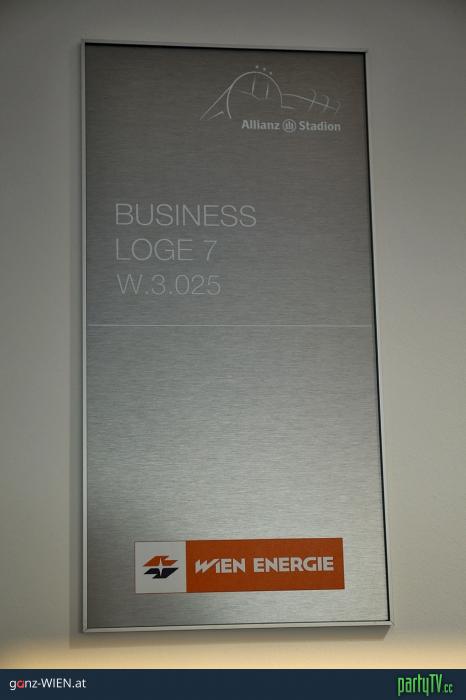 Allianz Stadion
BUSINESS
LOGE 7
W.3.025
WIEN ENERGIE
ganz-WIEN.at
partyTV.cc